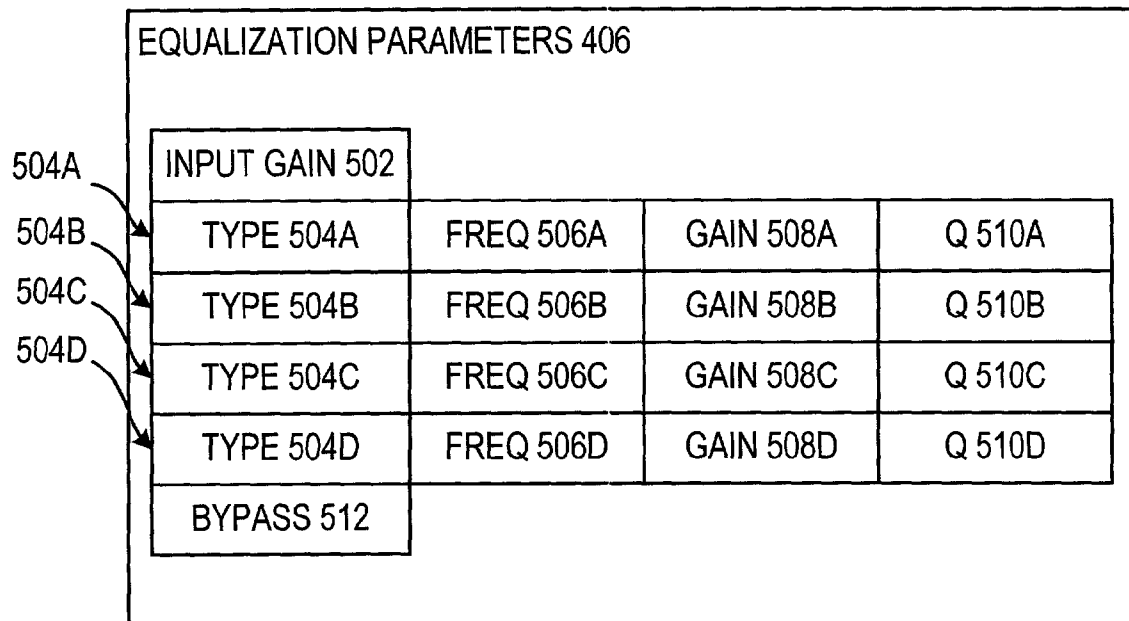 EQUALIZATION PARAMETERS 406
INPUT GAIN 502
504A
TYPE 504A FREQ 506A GAIN 508A Q 510A
504B
TYPE 504B FREQ 506B GAIN 508B Q 510B
504C
TYPE 504C FREQ 506C GAIN 508C Q 510C
504D
TYPE 504D FREQ 506D GAIN 508D Q 510D
BYPASS 512